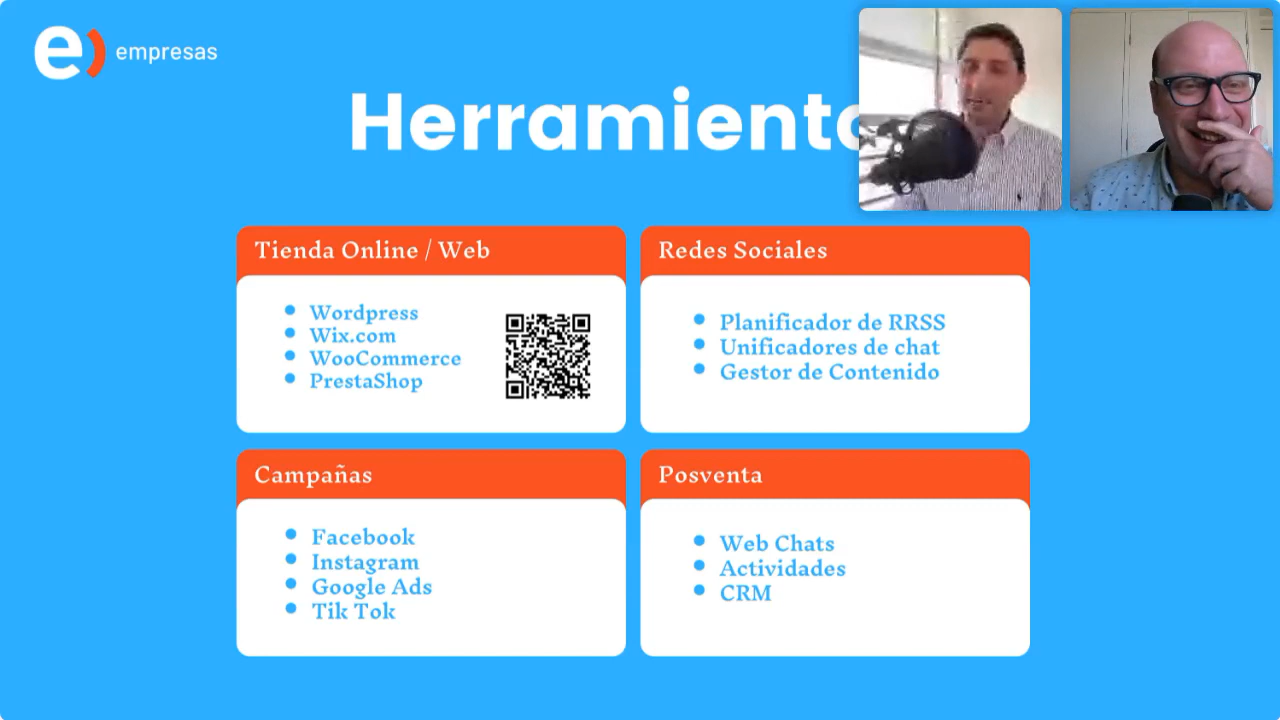 e) empresas
Herramienta
Tienda Online / Web
Wordpress
Wix.com
WooCommerce
PrestaShop
Redes Sociales
Planificador de RRSS
Unificadores de chat
Gestor de Contenido
Campañas
Facebook
Instagram
Google Ads
Tik Tok
Posventa
Web Chats
Actividades
CRM